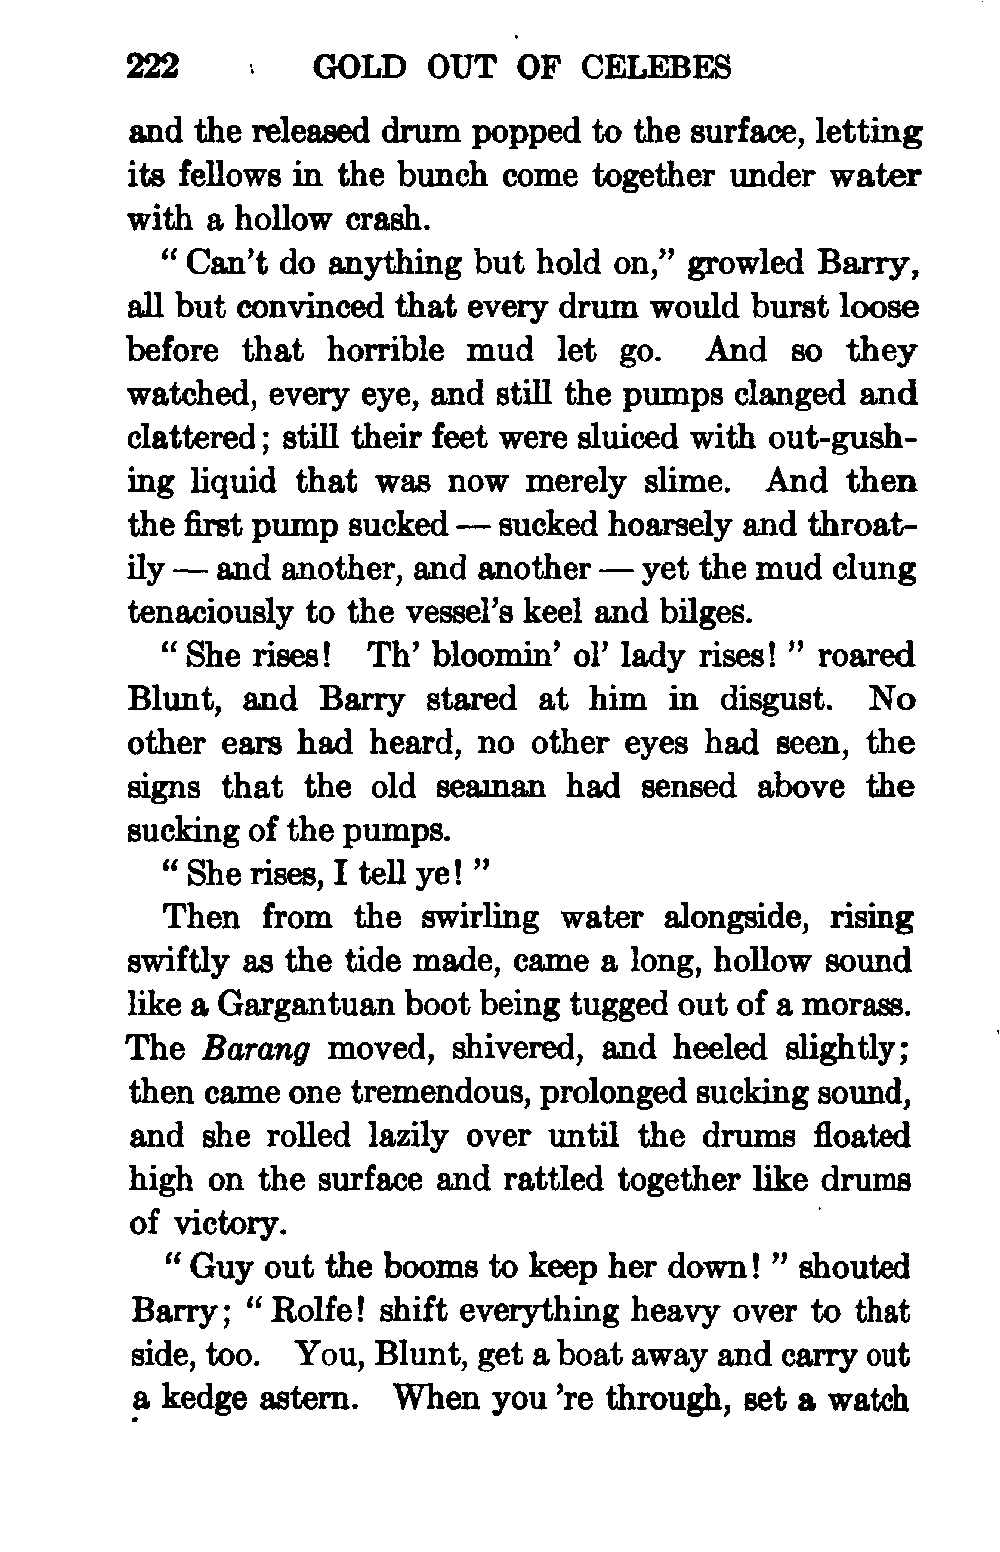 222 GOLD OUT OF CELEBES
and the released drum popped to the surface, letting
its fellows in the bunch come together under water
with a hollow crash.
“ Can't do anything but hold on,” growled Barry,
all but convinced that every drum would burst loose
before that horrible mud let go. And so they
watched, every eye, and still the pumps clanged and
clattered; still their feet were sluiced with out-gush-
ing liquid that was now merely slime. And then
the first pump sucked — sucked hoarsely and throat-
ily — and another, and another — yet the mud clung
tenaciously to the vessel's keel and bilges.
“ She rises! Th' bloomin' ol' lady rises! ” roared
Blunt, and Barry stared at him in disgust. No
other ears had heard, no other eyes had seen, the
signs that the old seaman had sensed above the
sucking of the pumps.
“ She rises, I tell ye! ”
Then from the swirling water alongside, rising
swiftly as the tide made, came a long, hollow sound
like a Gargantuan boot being tugged out of a morass.
The Barang moved, shivered, and heeled slightly;
then came one tremendous, prolonged sucking sound,
and she rolled lazily over until the drums floated
high on the surface and rattled together like drums
of victory.
“ Guy out the booms to keep her down! ” shouted
Barry; “ Rolfe! shift everything heavy over to that
side, too. You, Blunt, get a boat away and carry out
a kedge astern. When you 're through, set a watch